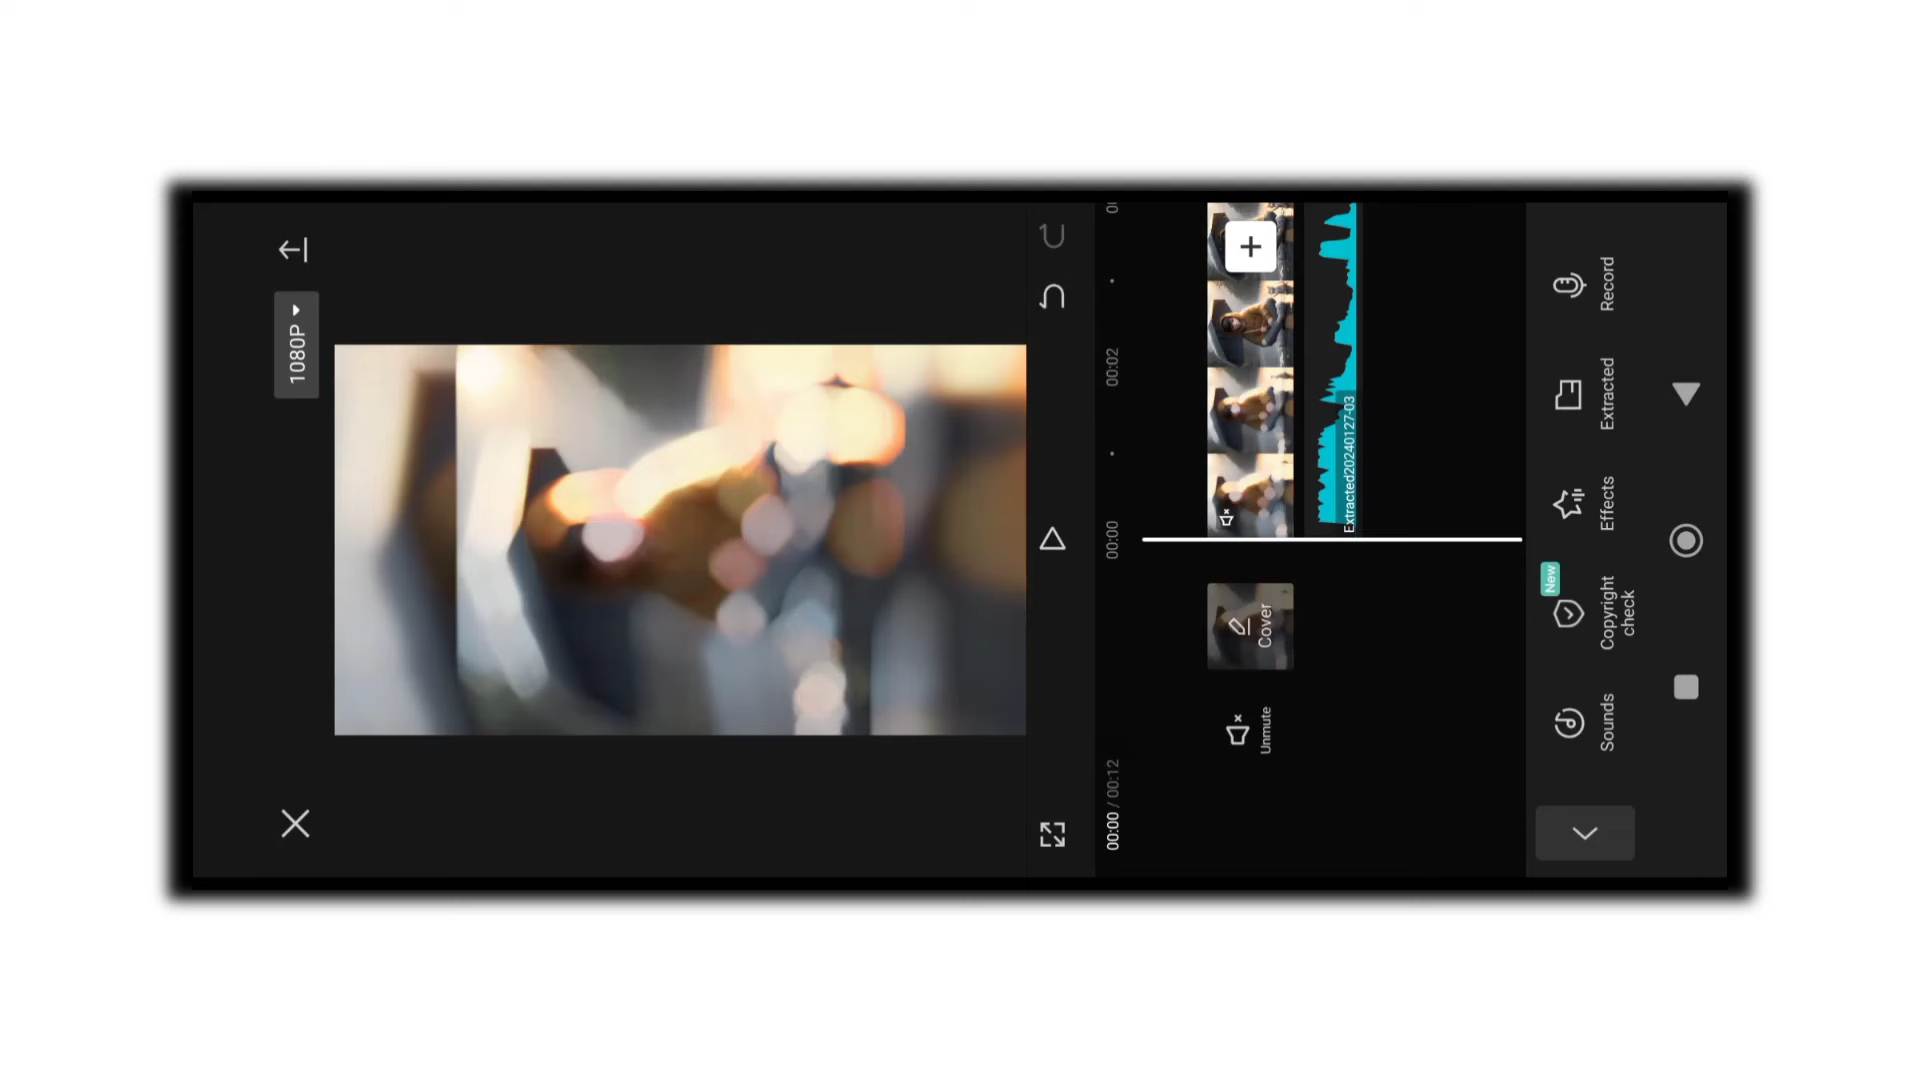 1080P
00:00 / 00:12
00:00
00:02
Unmute
Cover
Extracted20240127-03
New
Sounds
Copyright
check
Effects
Extracted
Record